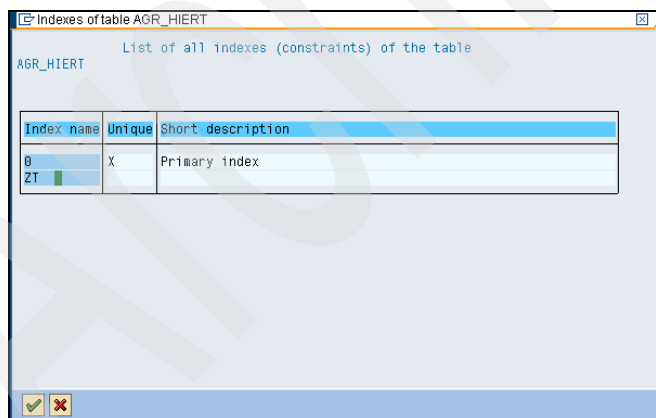 Indexes of table AGR_HIERT
List of all indexes (constraints) of the table
AGR_HIERT
Index name Unique Short description
0 X Primary index
ZT